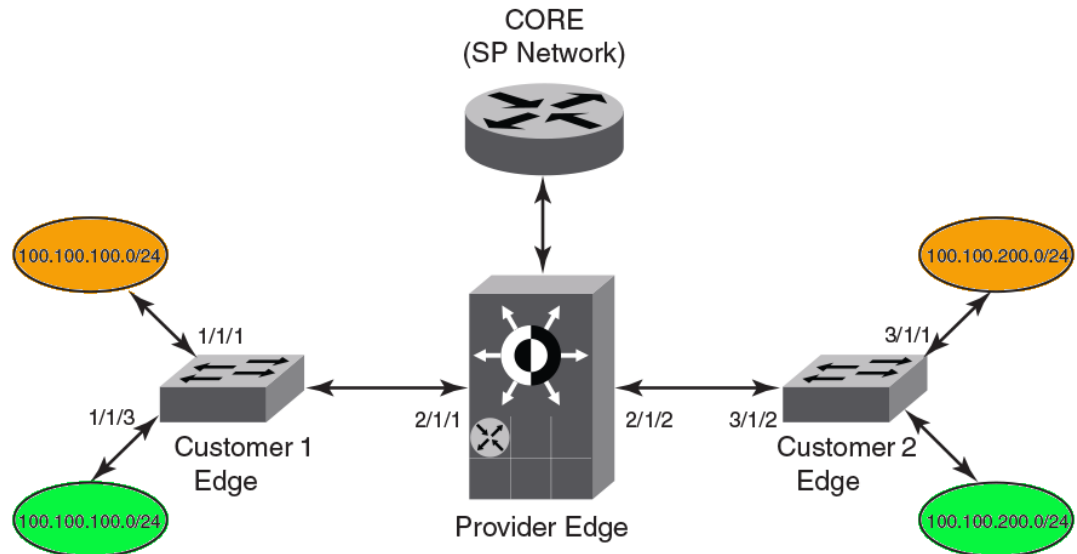 CORE
(SP Network)
100.100.100.0/24
100.100.200.0/24
1/1/1
3/1/1
1/1/3
2/1/1
2/1/2
3/1/2
Customer 1
Edge
Customer 2
Edge
100.100.100.0/24
100.100.200.0/24
Provider Edge